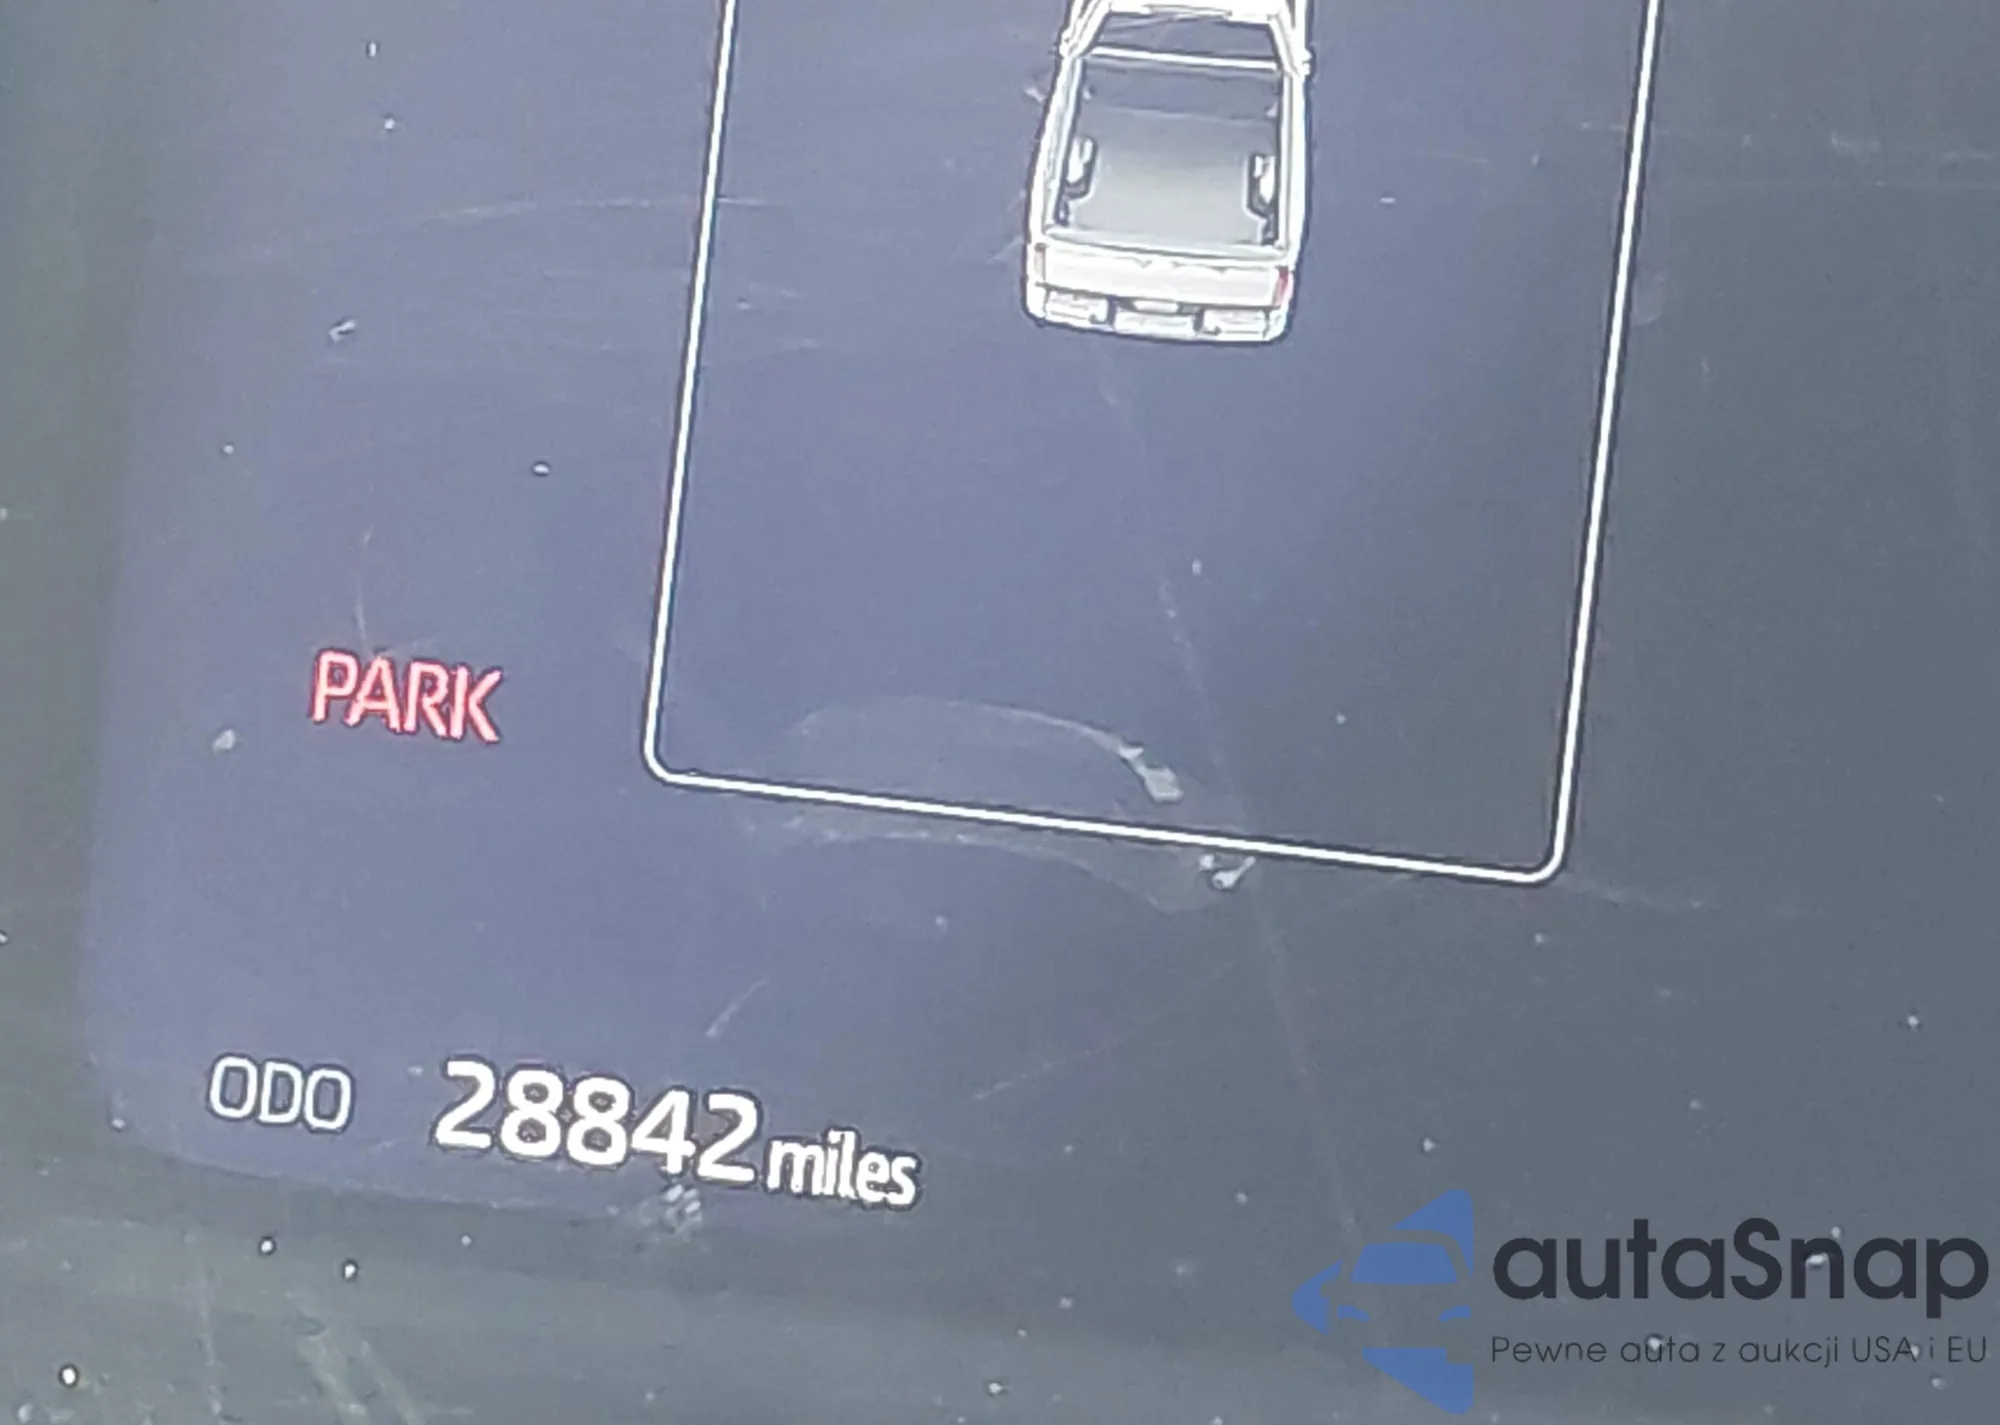 PARK
ODO 28842 miles
autaSnap
Pewne auta z aukcji USA i EU